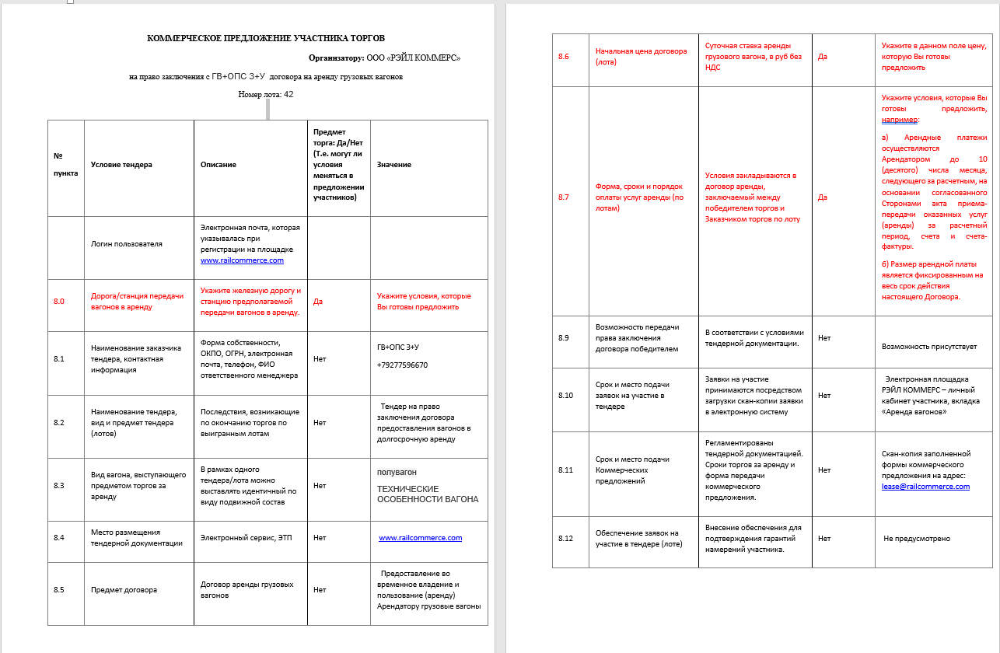 КОММЕРЧЕСКОЕ ПРЕДЛОЖЕНИЕ УЧАСТНИКА ТОРГОВ
Организатору: ООО «РЭЙЛ КОММЕРС»
на право заключения с ГВ+ОПС З+У договора на аренду грузовых вагонов
Номер лота: 42
№
пункта
Условие тендера
Описание
Предмет
торга: Да/Нет
(Т.е. могут ли
условия
меняться в
предложении
участников)
Значение
Логин пользователя
Электронная почта, которая
указывалась при
регистрации на площадке
www.railcommerce.com
8.0
Дорога/станция передачи
вагонов в аренду
Укажите железную дорогу и
станцию предполагаемой
передачи вагонов в аренду.
Да
Укажите условия, которые
Вы готовы предложить
8.1
Наименование заказчика
тендера, контактная
информация
Форма собственности,
ОКПО, ОГРН, электронная
почта, телефон, ФИО
ответственного менеджера
Нет
ГВ+ОПС З+У
+79277596670
8.2
Наименование тендера,
вид и предмет тендера
(лотов)
Последствия, возникающие
по окончанию торгов по
выигранным лотам
Нет
Тендер на право
заключения договора
предоставления вагонов в
долгосрочную аренду
8.3
Вид вагона, выступающего
предметом торгов за
аренду
В рамках одного
тендера/лота можно
выставлять идентичный по
виду подвижной состав
Нет
полувагон
ТЕХНИЧЕСКИЕ
ОСОБЕННОСТИ ВАГОНА
8.4
Место размещения
тендерной документации
Электронный сервис, ЭТП
Нет
www.railcommerce.com
8.5
Предмет договора
Договор аренды грузовых
вагонов
Нет
Предоставление во
временное владение и
пользование (аренду)
Арендатору грузовые вагоны
8.6
Начальная цена договора
(лота)
Суточная ставка аренды
грузового вагона, в руб без
НДС
Да
Укажите в данном поле цену,
которую Вы готовы
предложить
8.7
Форма, сроки и порядок
оплаты услуг аренды (по
лотам)
Условия закладываются в
договор аренды,
заключаемый между
победителем торгов и
Заказчиком торгов по лоту
Да
Укажите условия, которые Вы
готовы предложить,
например:
а) Арендные платежи
осуществляются
Арендатором до 10
(десятого) числа месяца,
следующего за расчетным, на
основании согласованного
Сторонами акта приема-
передачи оказанных услуг
(аренды) за расчетный
период, счета и счета-
фактуры.
б) Размер арендной платы
является фиксированным на
весь срок действия
настоящего Договора.
8.9
Возможность передачи
права заключения
договора победителем
В соответствии с условиями
тендерной документации.
Нет
Возможность присутствует
8.10
Срок и место подачи
заявок на участие в
тендере
Заявки на участие
принимаются посредством
загрузки скан-копии заявки
в электронную систему
Нет
Электронная площадка
РЭЙЛ КОММЕРС – личный
кабинет участника, вкладка
«Аренда вагонов»
8.11
Срок и место подачи
Коммерческих
предложений
Регламентированы
тендерной документацией.
Сроки торгов за аренду и
форма передачи
коммерческого
предложения.
Нет
Скан-копия заполненной
формы коммерческого
предложения на адрес:
lease@railcommerce.com
8.12
Обеспечение заявок на
участие в тендере (лоте)
Внесение обеспечения для
подтверждения гарантий
намерений участника.
Нет
Не предусмотрено